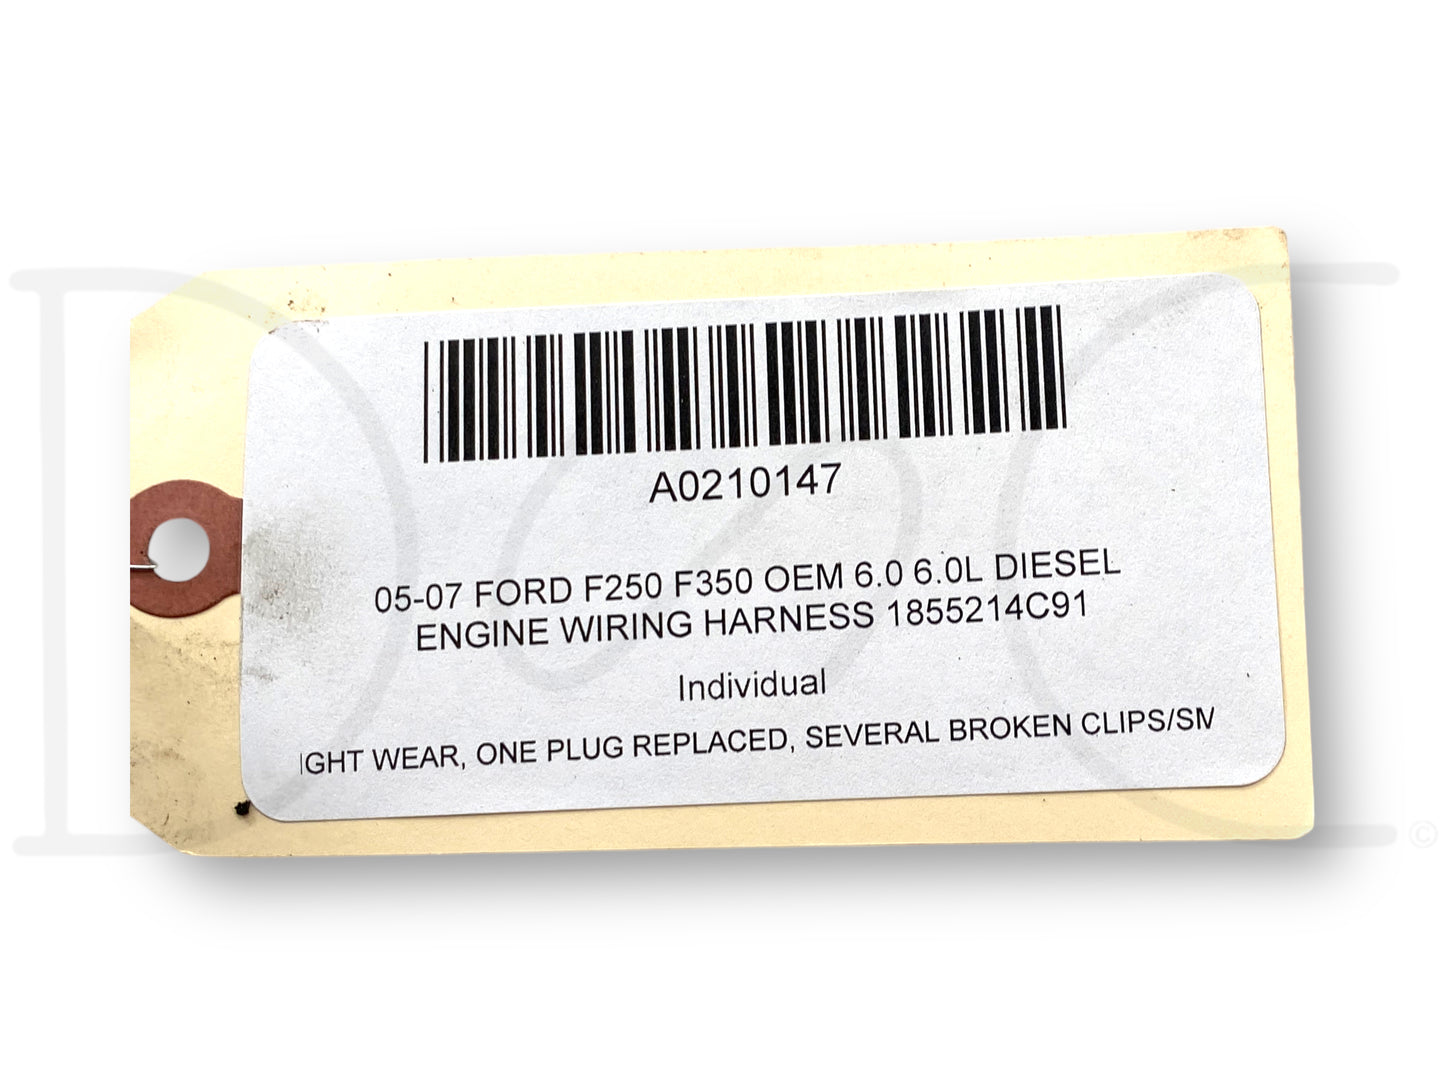 A0210147
05-07 FORD F250 F350 OEM 6.0 6.0L DIESEL
ENGINE WIRING HARNESS 1855214C91
Individual
IGHT WEAR, ONE PLUG REPLACED, SEVERAL BROKEN CLIPS/SM